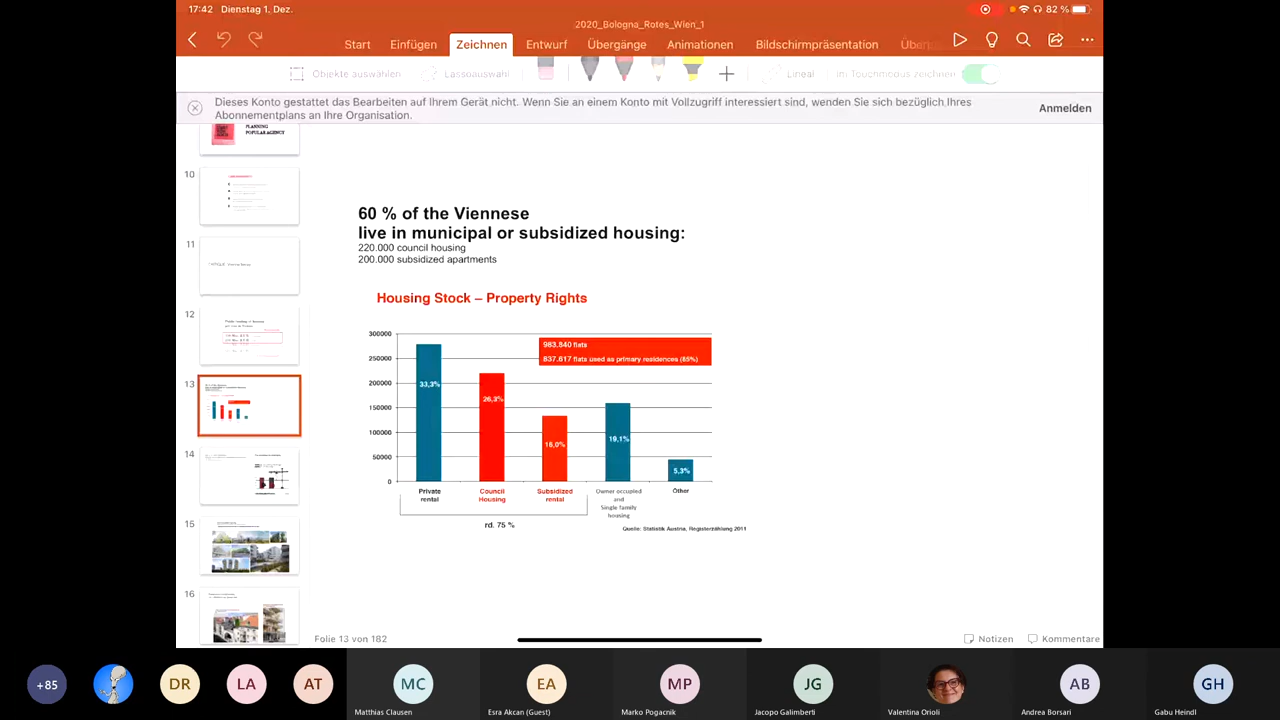 17:42 Dienstag 1. Dez.
82 %
2020_Bologna_Rotes_Wien_1
Start Einfügen Zeichnen Entwurf Übergänge Animationen Bildschirmpräsentation Über
Objekte auswählen Lassoauswahl Lineal Im Touchmodus zeichnen
Dieses Konto gestattet das Bearbeiten auf Ihrem Gerät nicht. Wenn Sie an einem Konto mit Vollzugriff interessiert sind, wenden Sie sich bezüglich Ihres
Abonnementplans an Ihre Organisation.
Anmelden
PLANNING
POPULAR AGENCY
10
11
12
13
14
15
16
60 % of the Viennese
live in municipal or subsidized housing:
220.000 council housing
200.000 subsidized apartments
Housing Stock – Property Rights
300000
250000
200000
150000
100000
50000
0
983.840 flats
837.617 flats used as primary residences (85%)
33,3%
26,3%
16,0%
19,1%
5,3%
Private
rental
Council
Housing
Subsidized
rental
Owner occupied
and
Single family
housing
Other
rd. 75 %
Quelle: Statistik Austria, Registerzählung 2011
Folie 13 von 182
Notizen Kommentare
+85 DR LA AT MC EA MP JG AB GH
Matthias Clausen Esra Akcan (Guest) Marko Pogacnik Jacopo Galimberti Valentina Orioli Andrea Borsari Gabu Heindl